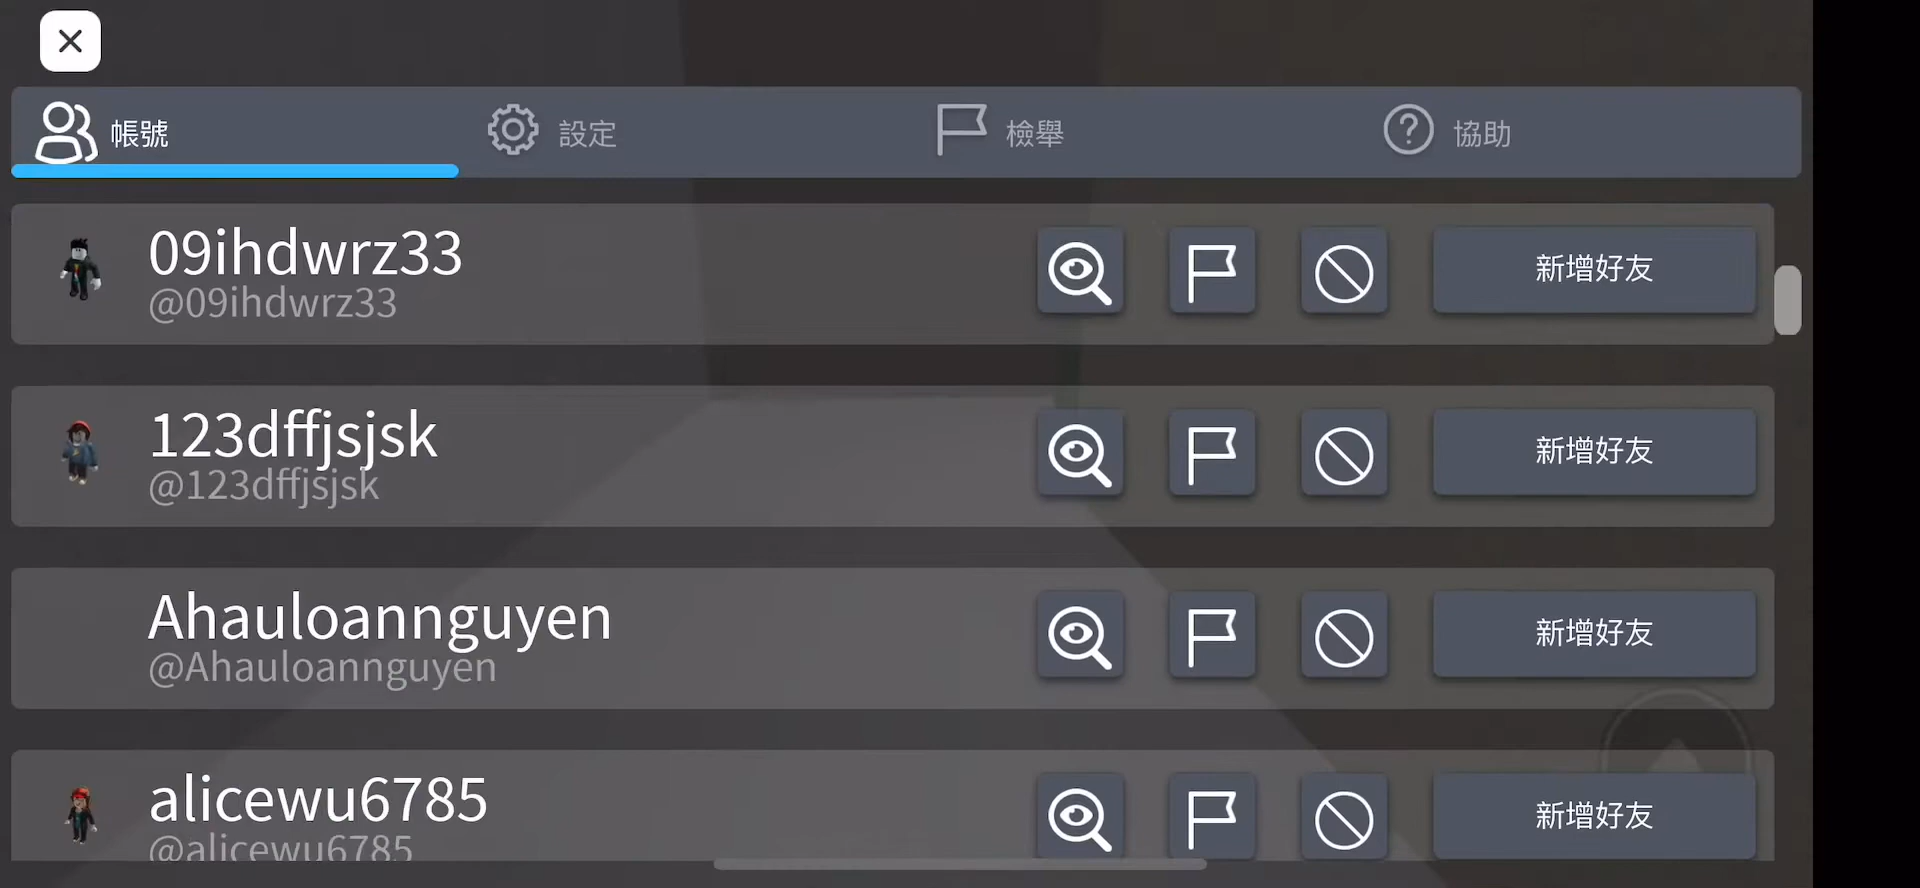 帳號
設定
檢舉
協助
09ihdwrz33
@09ihdwrz33
新增好友
123dffjsjsk
@123dffjsjsk
新增好友
Ahauloannguyen
@Ahauloannguyen
新增好友
alicewu6785
@alicewu6785
新增好友